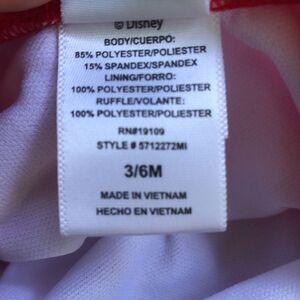 © Disney
BODY/CUERPO:
85% POLYESTER/POLIESTER
15% SPANDEX/SPANDEX
LINING/FORRO:
100% POLYESTER/POLIESTER
RUFFLE/VOLANTE:
100% POLYESTER/POLIESTER
RN#19109
STYLE # 5712272MI
3/6M
MADE IN VIETNAM
HECHO EN VIETNAM